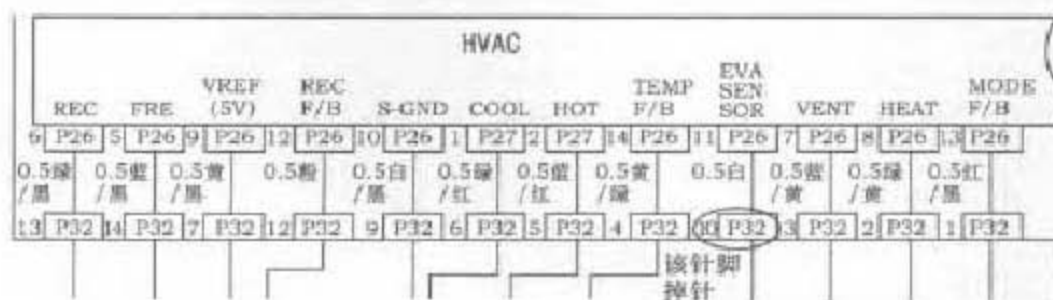 HVAC
REC FRE VREF (5V) REC F/B S-GND COOL HOT TEMP F/B EVA SEN SOR VENT HEAT MODE F/B
6 P26 5 P26 9 P26 12 P26 10 P26 1 P27 2 P27 14 P26 11 P26 7 P26 8 P26 13 P26
0.5绿/黑 0.5蓝/黑 0.5黄/黑 0.5粉 0.5白/黑 0.5绿/红 0.5蓝/红 0.5黄/绿 0.5白 0.5蓝/黄 0.5绿/黄 0.5红/黑
13 P32 14 P32 7 P32 12 P32 9 P32 6 P32 5 P32 4 P32 10 P32 3 P32 2 P32 1 P32
该针脚
掉针